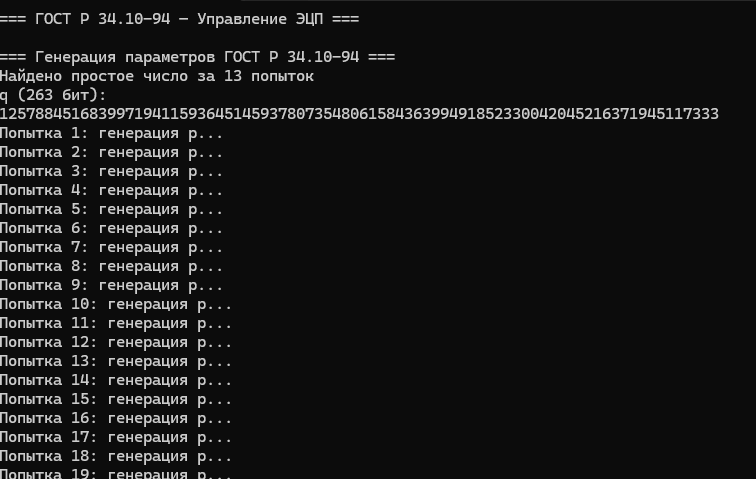 === ГОСТ Р 34.10-94 - Управление ЭЦП ===
=== Генерация параметров ГОСТ Р 34.10-94 ===
Найдено простое число за 13 попыток
q (263 бит):
12578845168399719411593645145937807354806158436399491852330042045216371945117333
Попытка 1: генерация p...
Попытка 2: генерация p...
Попытка 3: генерация p...
Попытка 4: генерация p...
Попытка 5: генерация p...
Попытка 6: генерация p...
Попытка 7: генерация p...
Попытка 8: генерация p...
Попытка 9: генерация p...
Попытка 10: генерация p...
Попытка 11: генерация p...
Попытка 12: генерация p...
Попытка 13: генерация p...
Попытка 14: генерация p...
Попытка 15: генерация p...
Попытка 16: генерация p...
Попытка 17: генерация p...
Попытка 18: генерация p...
Попытка 19: генерация p...